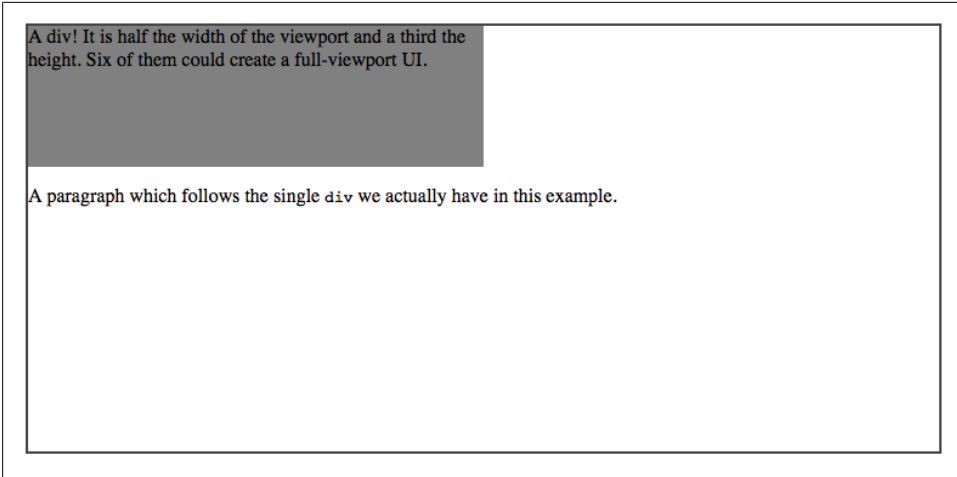 A div! It is half the width of the viewport and a third the
height. Six of them could create a full-viewport UI.
A paragraph which follows the single div we actually have in this example.